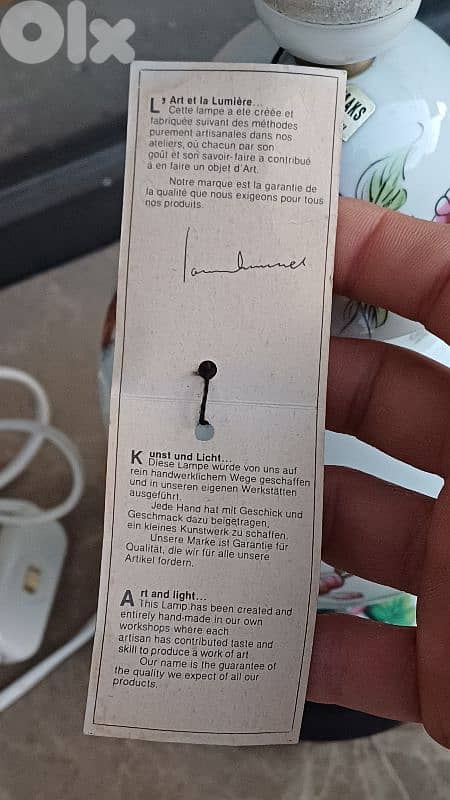 Olx
L' Art et la Lumière...
Cette lampe a été créée et
fabriquée suivant des méthodes
purement artisanales dans nos
ateliers, où chacun par son
goût et son savoir-faire a contribué
à en faire un objet d'Art.
Notre marque est la garantie de
la qualité que nous exigeons pour tous
nos produits.
AKS
Kunst und Licht...
Diese Lampe würde von uns auf
rein handwerklichem Wege geschaffen
und in unseren eigenen Werkstätten
ausgeführt.
Jede Hand hat mit Geschick und
Geschmack dazu beigetragen,
ein kleines Kunstwerk zu schaffen.
Unsere Marke ist Garantie für
Qualität, die wir für alle unsere
Artikel fordern.
Art and light...
This Lamp has been created and
entirely hand-made in our own
workshops where each
artisan has contributed taste and
skill to produce a work of art
Our name is the guarantee of
the quality we expect of all our
products.